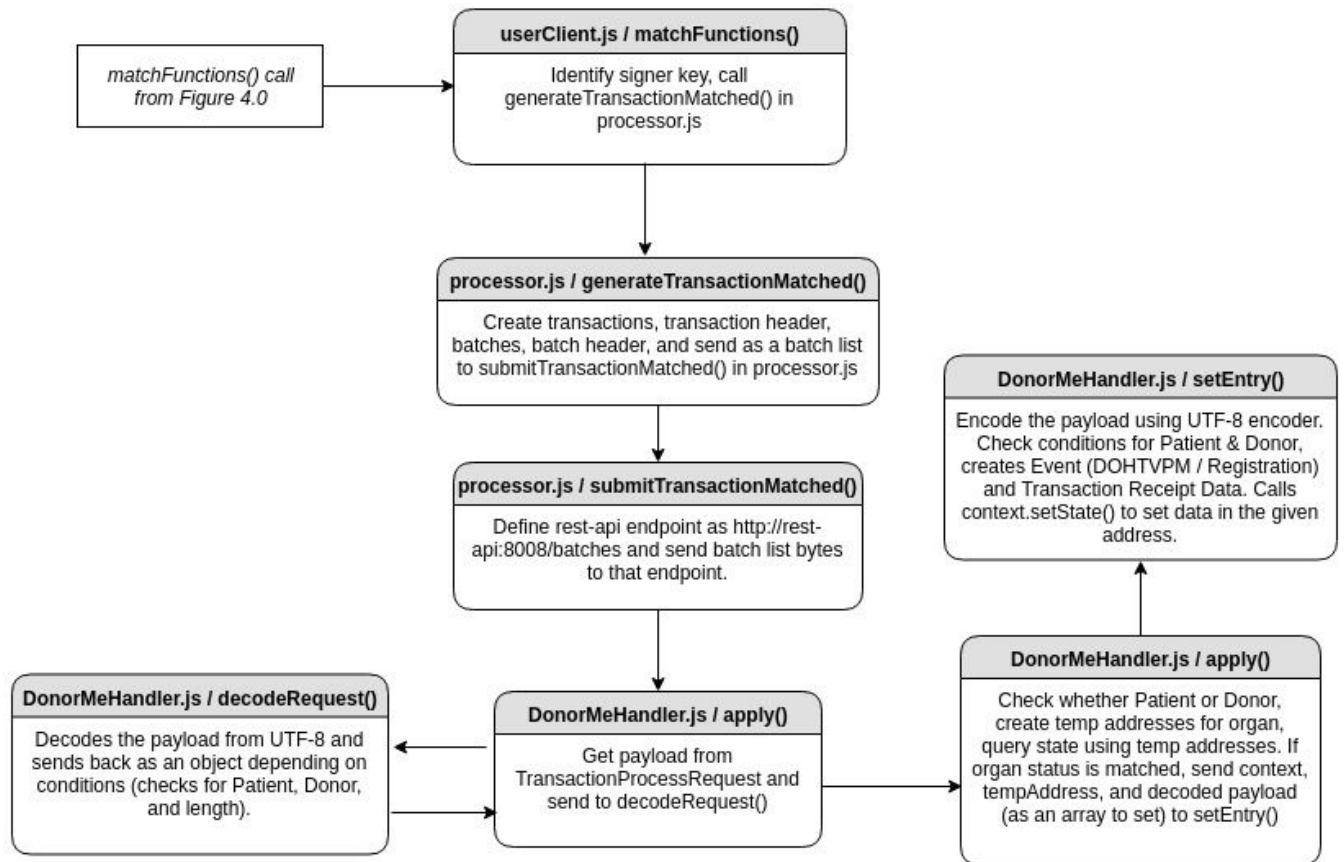 matchFunctions() call
from Figure 4.0
userClient.js / matchFunctions()
Identify signer key, call
generateTransactionMatched() in
processor.js
processor.js / generateTransactionMatched()
Create transactions, transaction header,
batches, batch header, and send as a batch list
to submitTransactionMatched() in processor.js
processor.js / submitTransactionMatched()
Define rest-api endpoint as http://rest-
api:8008/batches and send batch list bytes
to that endpoint.
DonorMeHandler.js / decodeRequest()
Decodes the payload from UTF-8 and
sends back as an object depending on
conditions (checks for Patient, Donor,
and length).
DonorMeHandler.js / apply()
Get payload from
TransactionProcessRequest and
send to decodeRequest()
DonorMeHandler.js / apply()
Check whether Patient or Donor,
create temp addresses for organ,
query state using temp addresses. If
organ status is matched, send context,
tempAddress, and decoded payload
(as an array to set) to setEntry()
DonorMeHandler.js / setEntry()
Encode the payload using UTF-8 encoder.
Check conditions for Patient & Donor,
creates Event (DOHTVPM / Registration)
and Transaction Receipt Data. Calls
context.setState() to set data in the given
address.